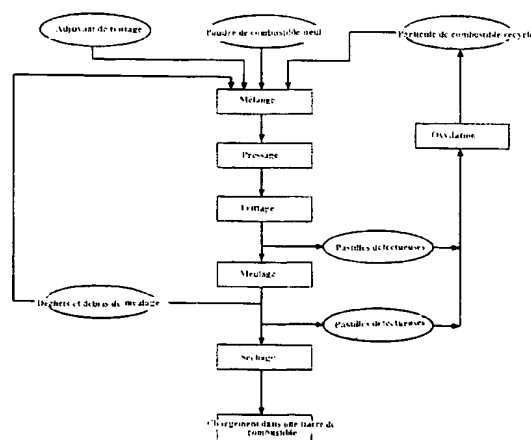 Adjuvant de frittage
Poudre de combustible neuf
Particule de combustible recyclé
Mélange
Oxydation
Pressage
Frittage
Pastilles défectueuses
Meulage
Déchets et débris de meulage
Pastilles défectueuses
Séchage
Chargement dans une barre de
combustible